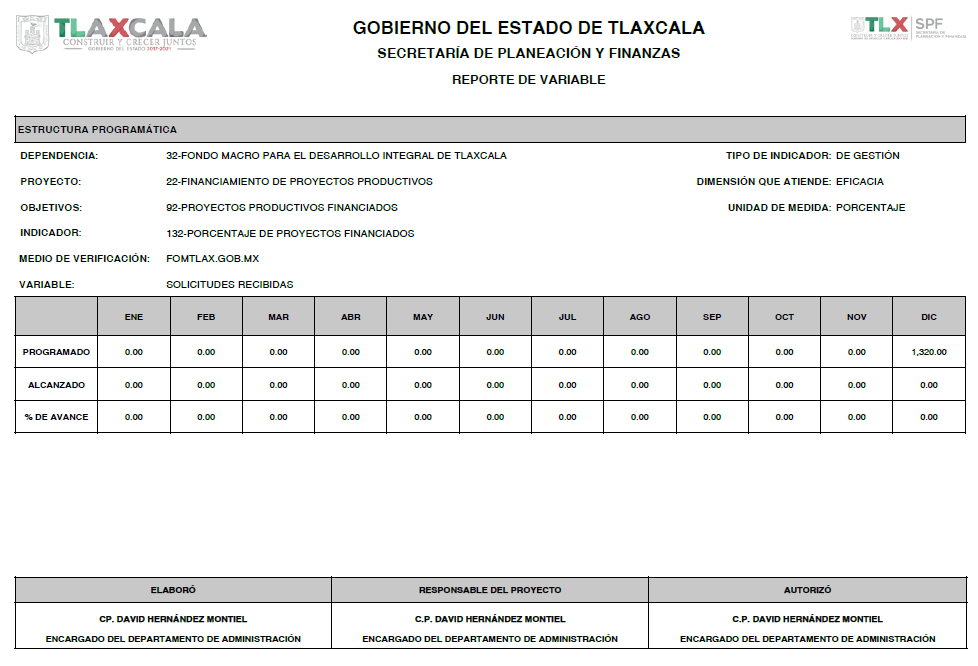 TLAXCALA
CONSTRUIR Y CRECER JUNTOS
GOBIERNO DEL ESTADO 2017-2021
GOBIERNO DEL ESTADO DE TLAXCALA
SECRETARÍA DE PLANEACIÓN Y FINANZAS
REPORTE DE VARIABLE
TLX SPF
SECRETARÍA DE
PLANEACIÓN Y FINANZAS
ESTRUCTURA PROGRAMÁTICA
DEPENDENCIA: 32-FONDO MACRO PARA EL DESARROLLO INTEGRAL DE TLAXCALA TIPO DE INDICADOR: DE GESTIÓN
PROYECTO: 22-FINANCIAMIENTO DE PROYECTOS PRODUCTIVOS DIMENSIÓN QUE ATIENDE: EFICACIA
OBJETIVOS: 92-PROYECTOS PRODUCTIVOS FINANCIADOS UNIDAD DE MEDIDA: PORCENTAJE
INDICADOR: 132-PORCENTAJE DE PROYECTOS FINANCIADOS
MEDIO DE VERIFICACIÓN: FOMTLAX.GOB.MX
VARIABLE: SOLICITUDES RECIBIDAS
ENE FEB MAR ABR MAY JUN JUL AGO SEP OCT NOV DIC
PROGRAMADO 0.00 0.00 0.00 0.00 0.00 0.00 0.00 0.00 0.00 0.00 0.00 1,320.00
ALCANZADO 0.00 0.00 0.00 0.00 0.00 0.00 0.00 0.00 0.00 0.00 0.00 0.00
% DE AVANCE 0.00 0.00 0.00 0.00 0.00 0.00 0.00 0.00 0.00 0.00 0.00 0.00
ELABORÓ RESPONSABLE DEL PROYECTO AUTORIZÓ
CP. DAVID HERNÁNDEZ MONTIEL C.P. DAVID HERNÁNDEZ MONTIEL C.P. DAVID HERNÁNDEZ MONTIEL
ENCARGADO DEL DEPARTAMENTO DE ADMINISTRACIÓN ENCARGADO DEL DEPARTAMENTO DE ADMINISTRACIÓN ENCARGADO DEL DEPARTAMENTO DE ADMINISTRACIÓN